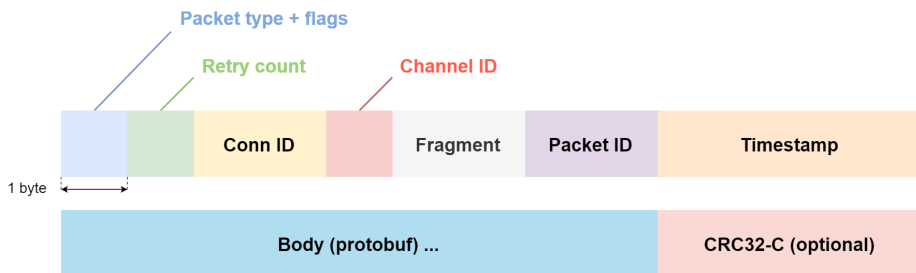 Packet type + flags
Retry count
Channel ID
Conn ID
Fragment
Packet ID
Timestamp
1 byte
Body (protobuf) ...
CRC32-C (optional)